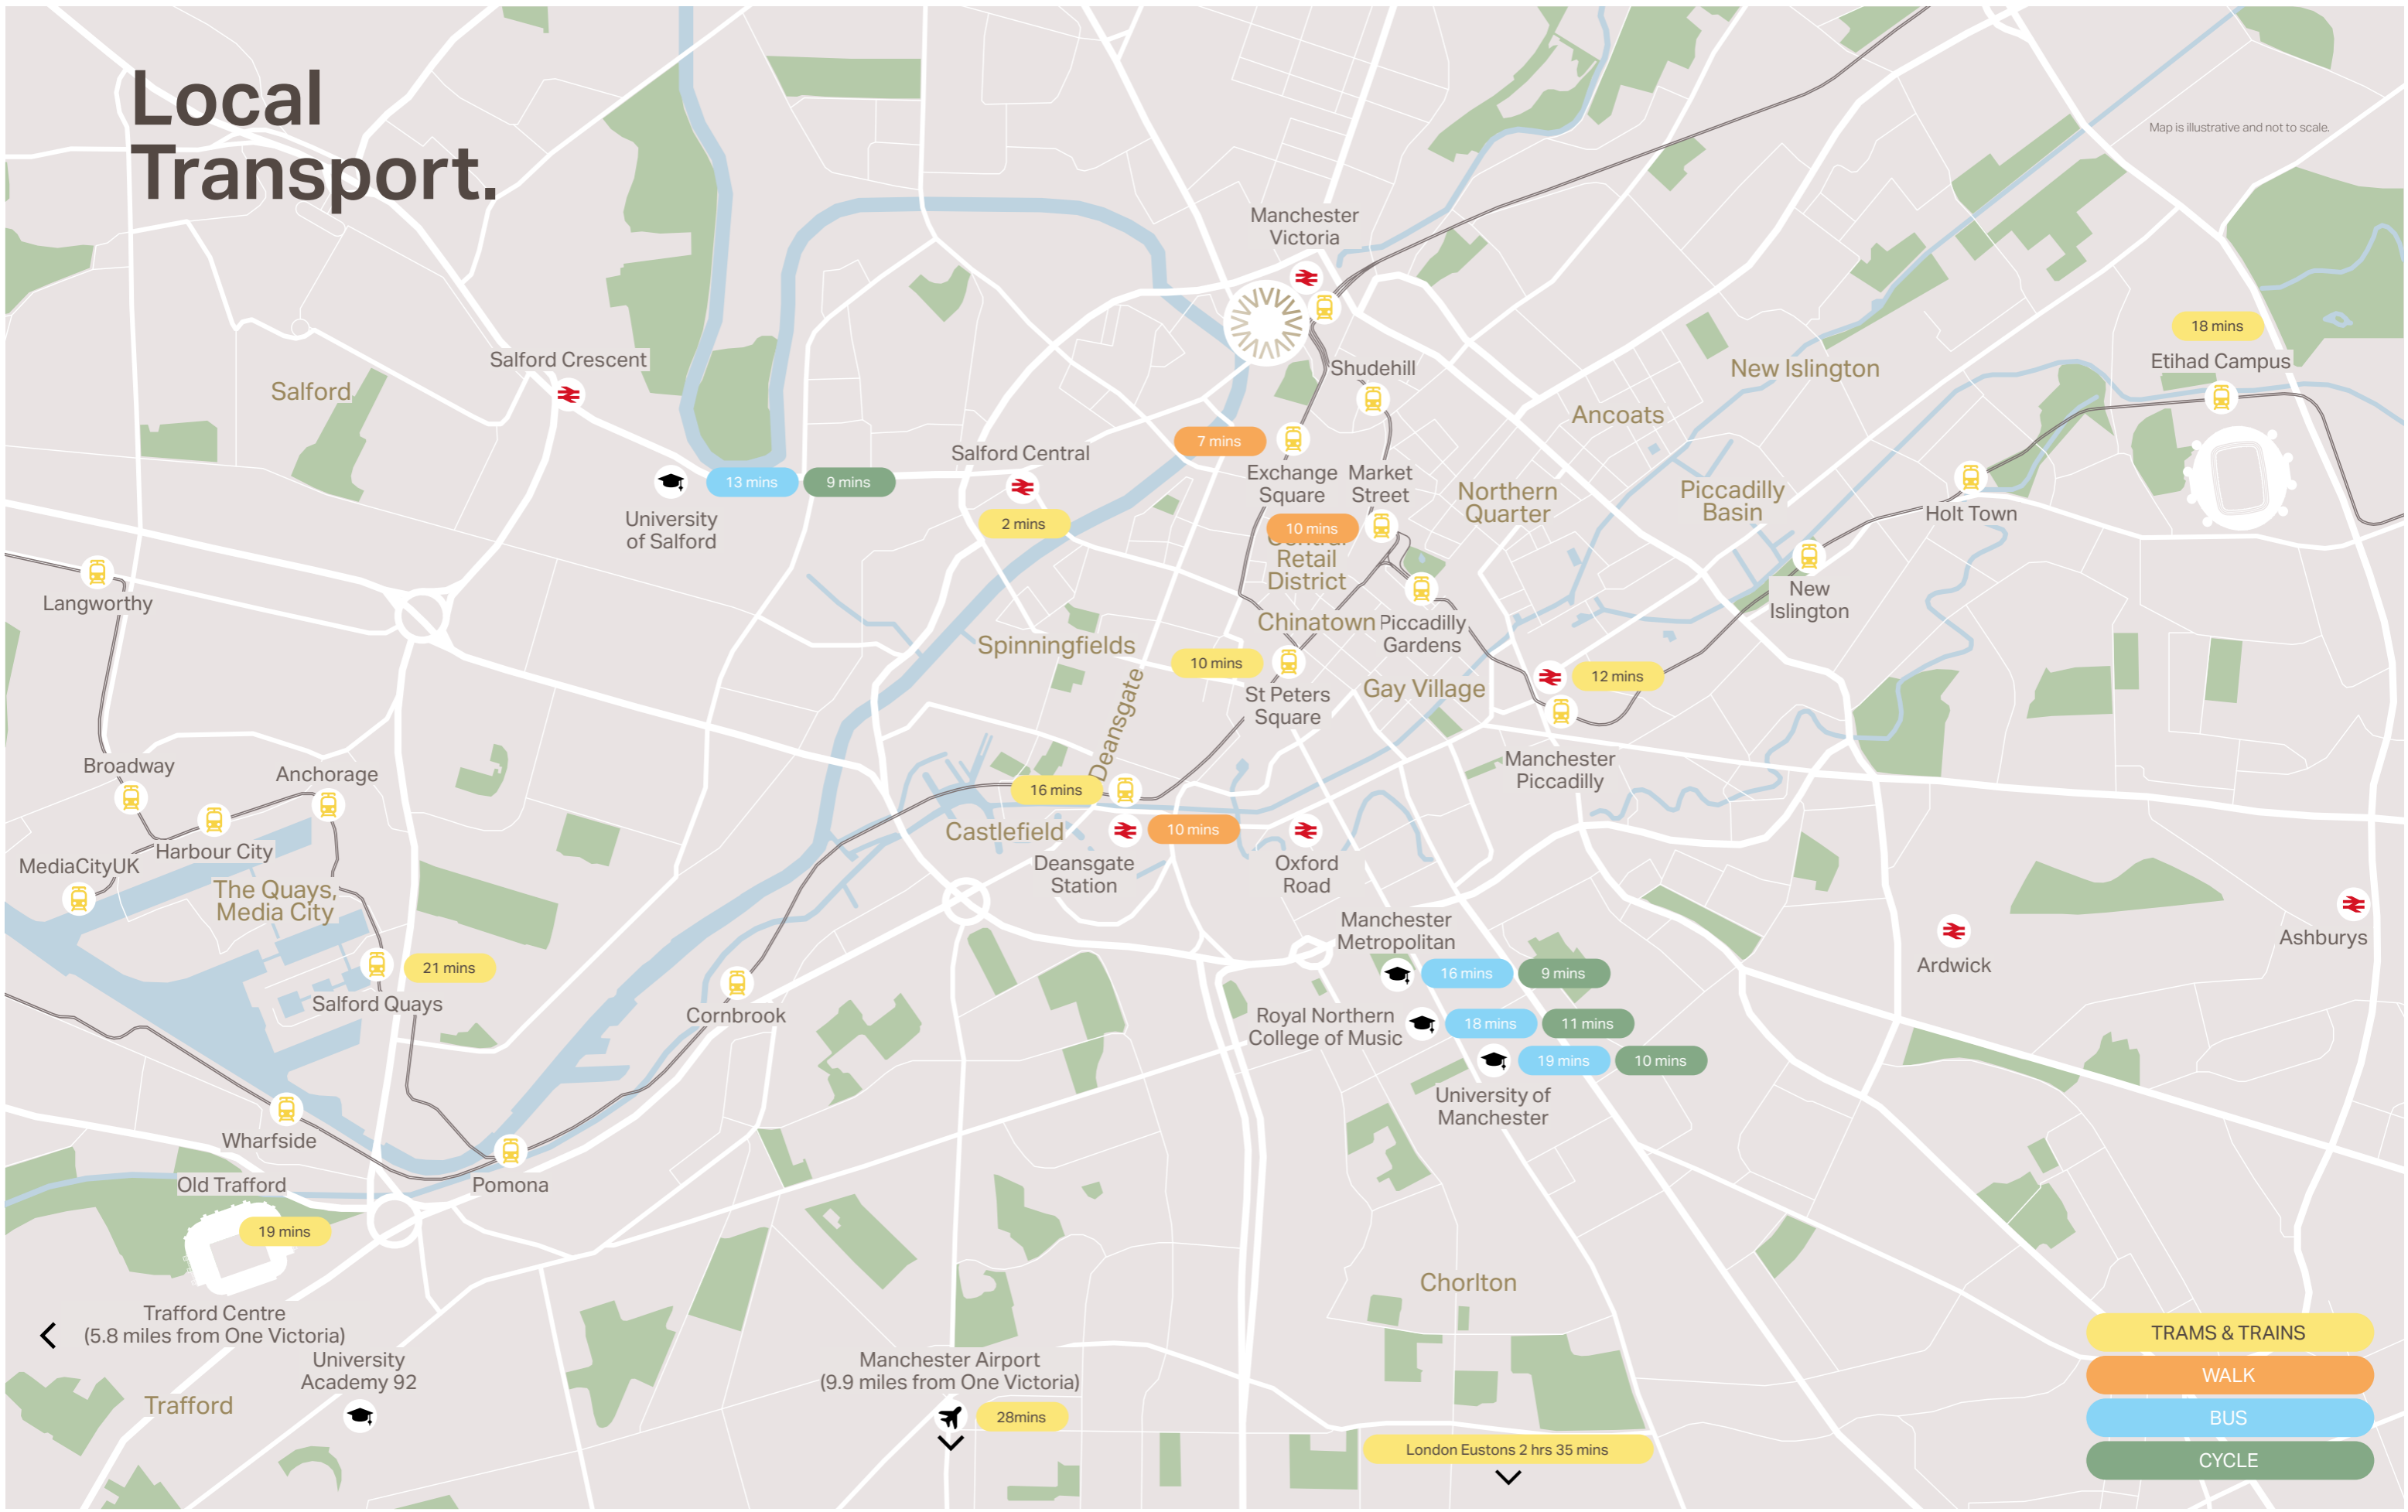 Local
Transport.
Map is illustrative and not to scale.
Manchester
Victoria
18 mins
Etihad Campus
Salford Crescent
Salford
Shudehill
New Islington
Ancoats
7 mins
Salford Central
13 mins
9 mins
2 mins
University
of Salford
Exchange
Square
Market
Street
10 mins
Central
Retail
District
Northern
Quarter
Piccadilly
Basin
Holt Town
New
Islington
Langworthy
Chinatown
Piccadilly
Gardens
Spinningfields
10 mins
St Peters
Square
Gay Village
12 mins
Manchester
Piccadilly
Deansgate
Broadway
Anchorage
16 mins
Harbour City
MediaCityUK
The Quays,
Media City
Castlefield
10 mins
Deansgate
Station
Oxford
Road
21 mins
Salford Quays
Cornbrook
Manchester
Metropolitan
16 mins
9 mins
Royal Northern
College of Music
18 mins
11 mins
19 mins
10 mins
University of
Manchester
Ardwick
Ashburys
Wharfside
Old Trafford
19 mins
Pomona
Trafford Centre
(5.8 miles from One Victoria)
University
Academy 92
Trafford
Manchester Airport
(9.9 miles from One Victoria)
28mins
Chorlton
London Eustons 2 hrs 35 mins
TRAMS & TRAINS
WALK
BUS
CYCLE